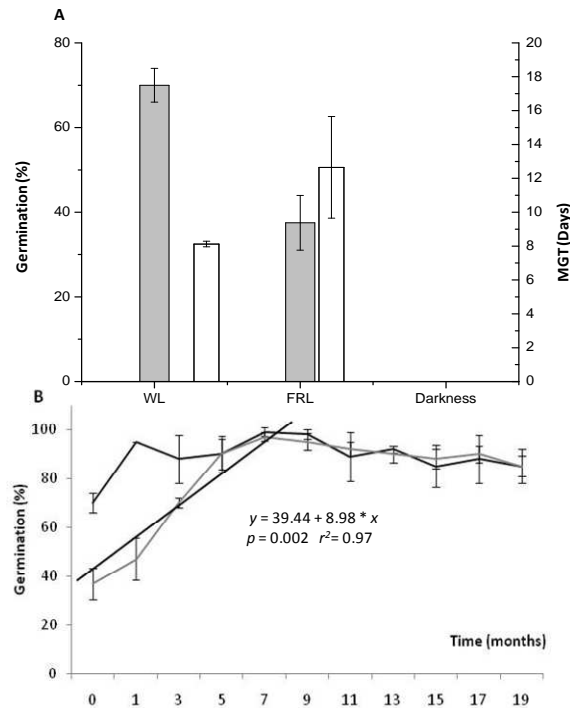 A
80
60
40
20
0
Germination (%)
20
18
16
14
12
10
8
6
4
2
0
MGT (Days)
WL FRL Darkness
B
100
80
60
40
20
0
Germination (%)
y = 39.44 + 8.98 * x
p = 0.002 r²= 0.97
Time (months)
0 1 3 5 7 9 11 13 15 17 19